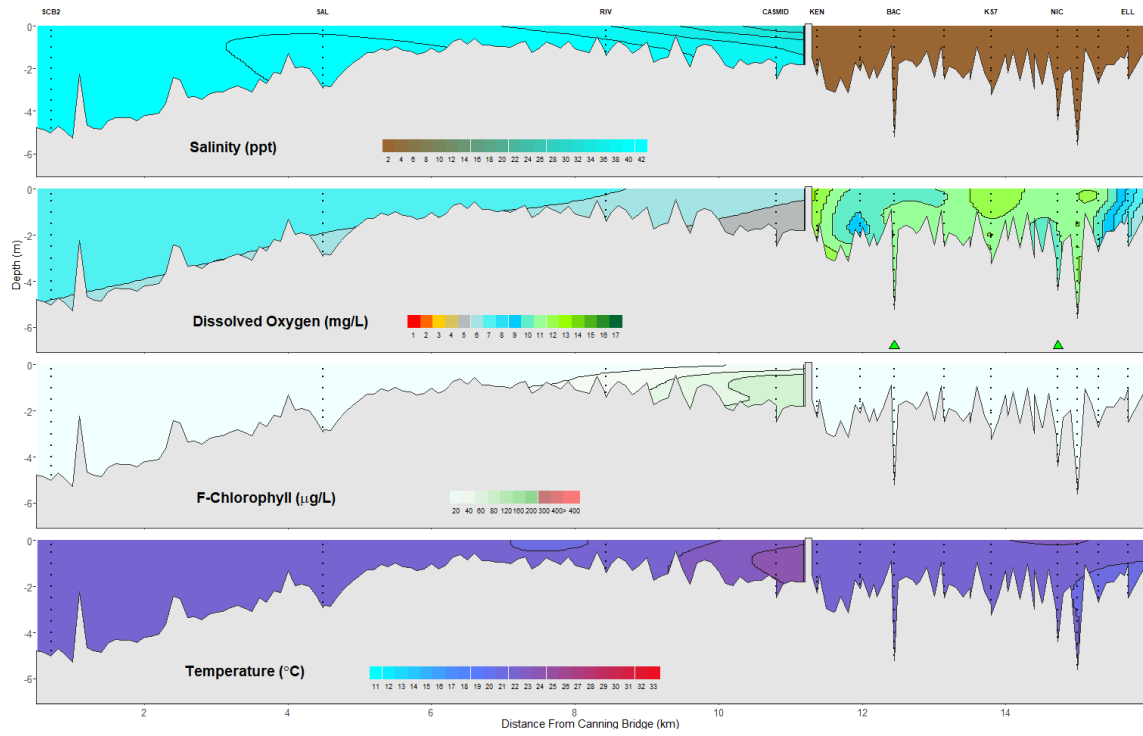 SCB2 SAL RIV CASMID KEN BAC KS7 NIC ELL
0
-2
-4
-6
Salinity (ppt)
2 4 6 8 10 12 14 16 18 20 22 24 26 28 30 32 34 36 38 40 42
0
-2
-4
-6
Depth (m)
Dissolved Oxygen (mg/L)
1 2 3 4 5 6 7 8 9 10 11 12 13 14 15 16 17
0
-2
-4
-6
F-Chlorophyll (µg/L)
20 40 60 80 120 160 200 300 400> 400
0
-2
-4
-6
Temperature (°C)
11 12 13 14 15 16 17 18 19 20 21 22 23 24 25 26 27 28 29 30 31 32 33
2 4 6 8 10 12 14
Distance From Canning Bridge (km)